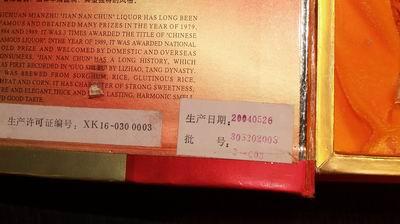 SICHUAN MIANZHU "JIAN NAN CHUN" LIQUOR HAS LONG BEEN
FAMOUS AND OBTAINED MANY PRIZES IN THE YEAR OF 1979,
1984 AND 1989. IT WAS 3 TIMES AWARDED THE TITLE OF "CHINESE
FAMOUS LIQUOR" IN THE YEAR OF 1989, IT WAS AWARDED NATIONAL
GOLD PRIZE AND WELCOMED BY DOMESTIC AND OVERSEAS
CONSUMERS. "JIAN NAN CHUN" HAS A LONG HISTORY, WHICH
WAS FIRST RECORDED IN "GUO SHI BU" BY LIZHAO, TANG DYNASTY.
IT WAS BREWED FROM SORGHUM, RICE, GLUTINOUS RICE,
WHEAT AND CORN. IT HAS CHARACTER OF STRONG SWEETNESS,
PURE AND ELEGANT, THICK AND LASTING, HARMONIC SMELL
AND GOOD TASTE.
生产许可证编号: XK16-030 0003
生产日期: 20040526
批 号: 305202005
2-C03